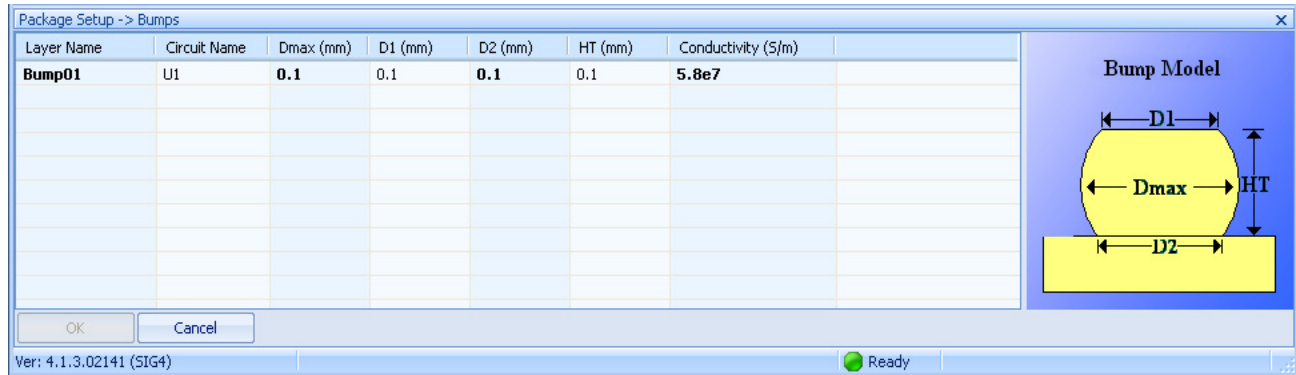 Package Setup -> Bumps
Layer Name Circuit Name Dmax (mm) D1 (mm) D2 (mm) HT (mm) Conductivity (S/m)
Bump01 U1 0.1 0.1 0.1 0.1 5.8e7
Bump Model
D1
Dmax HT
D2
OK Cancel
Ver: 4.1.3.02141 (SIG4) Ready